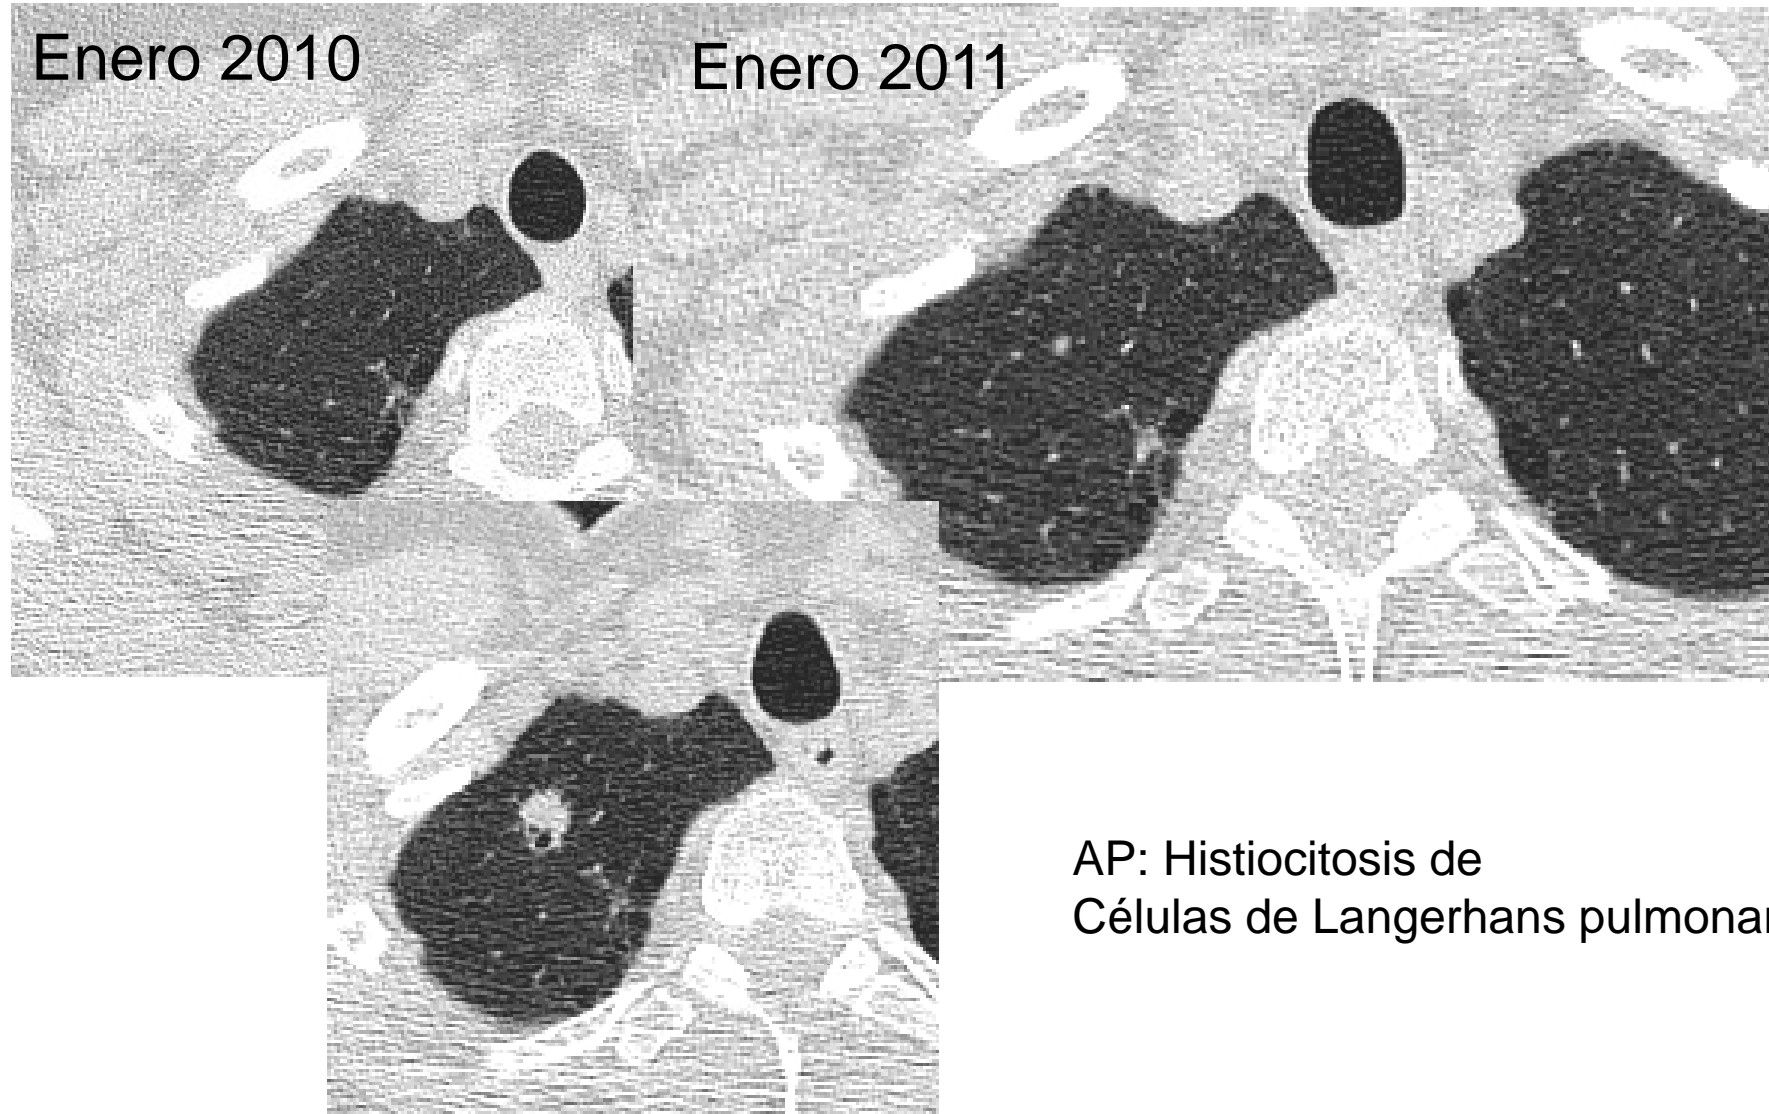 Enero 2010
Enero 2011
AP: Histiocitosis de
Células de Langerhans pulmonar